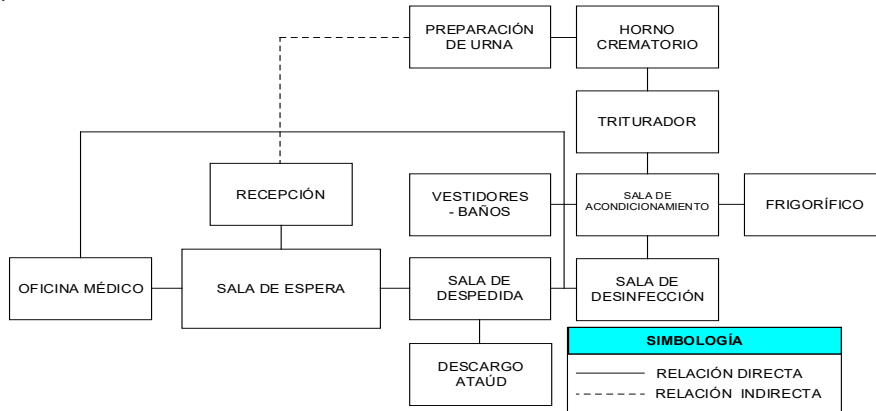 PREPARACIÓN
DE URNA
HORNO
CREMATORIO
TRITURADOR
RECEPCIÓN
VESTIDORES
- BAÑOS
SALA DE
ACONDICIONAMIENTO
FRIGORÍFICO
OFICINA MÉDICO
SALA DE ESPERA
SALA DE
DESPEDIDA
SALA DE
DESINFECCIÓN
DESCARGO
ATAÚD
SIMBOLOGÍA
RELACIÓN DIRECTA
RELACIÓN INDIRECTA